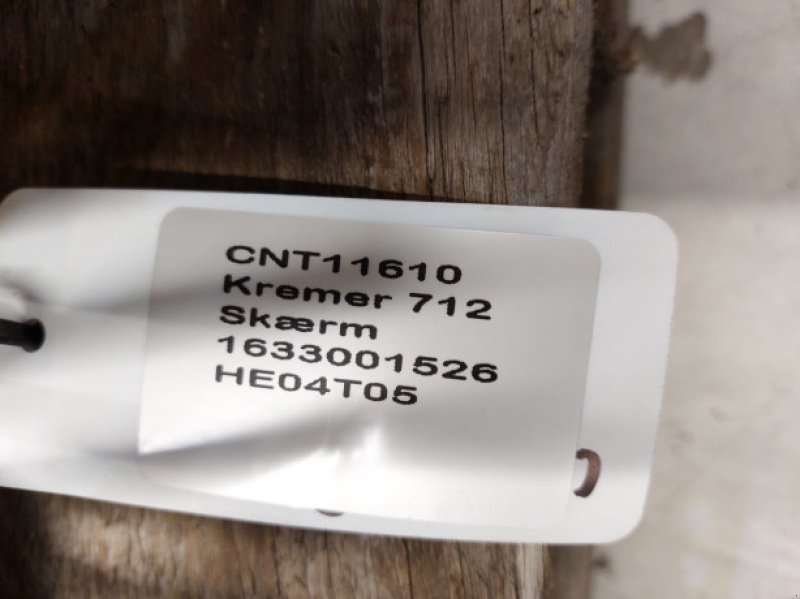 CNT11610
Kremer 712
Skærm
1633001526
HE04T05